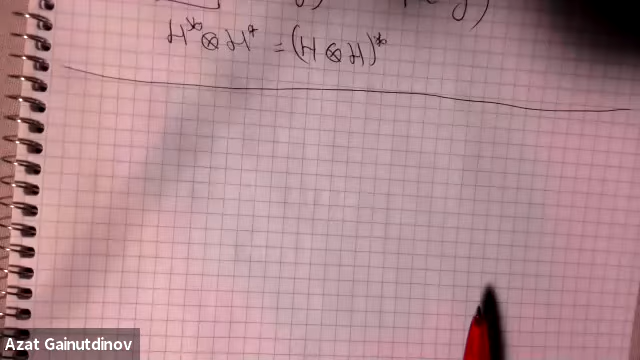 H* ⊗ H* = (H ⊗ H)*
Azat Gainutdinov